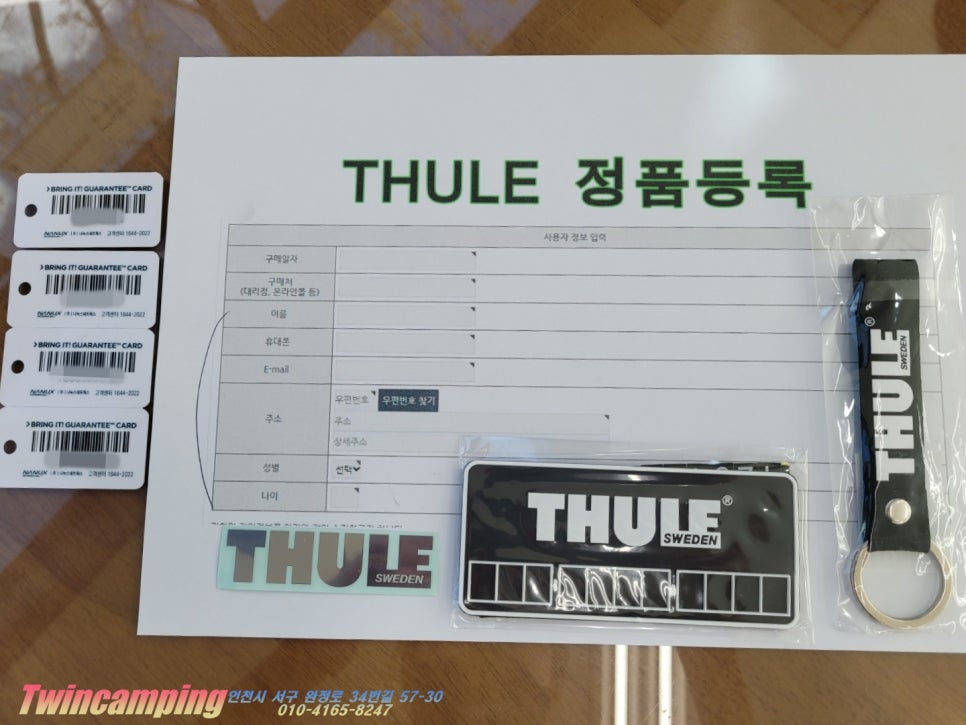 THULE 정품등록
사용자 정보 입력
구매일자
구매처
(대리점, 온라인몰 등)
이름
휴대폰
E-mail
우편번호 우편번호 찾기
주소
주소
상세주소
성별
선택
나이
BRING IT! GUARANTEE™ CARD
NANUX 고객센터 1644-2022
BRING IT! GUARANTEE™ CARD
NANUX 고객센터 1644-2022
BRING IT! GUARANTEE™ CARD
NANUX 고객센터 1644-2022
BRING IT! GUARANTEE™ CARD
NANUX 고객센터 1644-2022
THULE
SWEDEN
THULE®
SWEDEN
THULE®
SWEDEN
Twincamping 인천시 서구 완정로 34번길 57-30
010-4165-8247